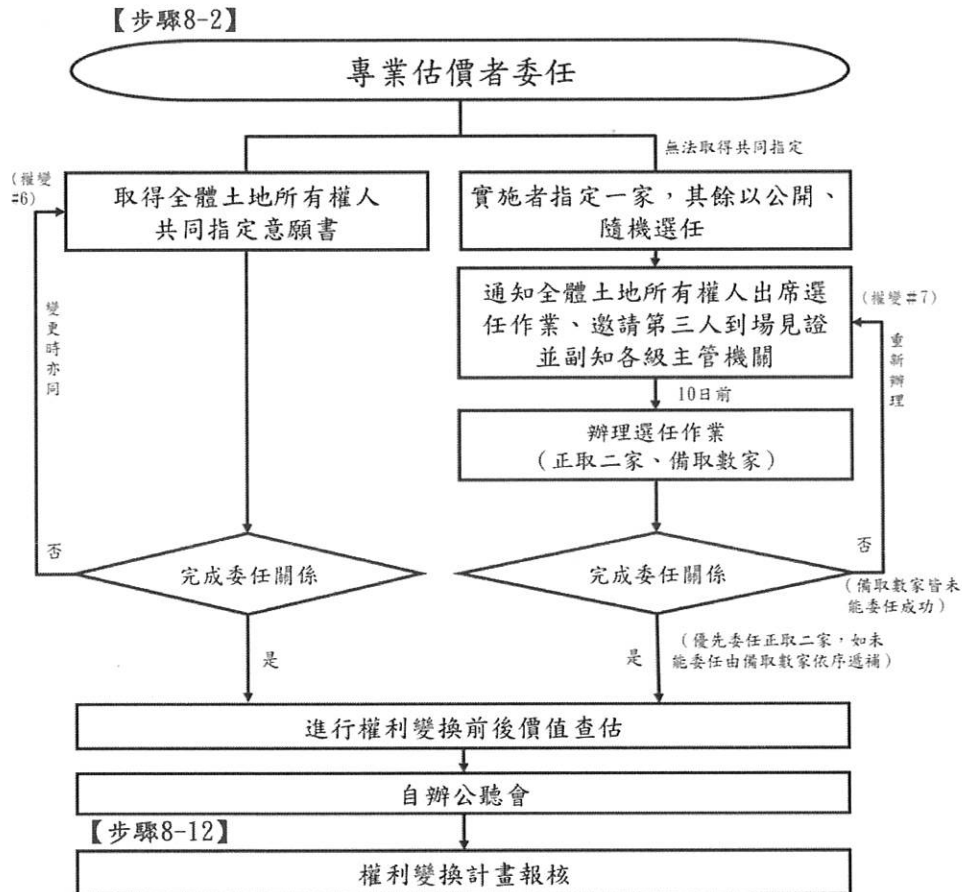 【步驟8-2】
專業估價者委任
無法取得共同指定
(權變
#6)
取得全體土地所有權人
共同指定意願書
實施者指定一家，其餘以公開、
隨機選任
通知全體土地所有權人出席選
任作業、邀請第三人到場見證
並副知各級主管機關
(權變#7)
變更時亦同
重新辦理
10日前
辦理選任作業
(正取二家、備取數家)
否
完成委任關係
完成委任關係
否
(備取數家皆未
能委任成功)
是
是
(優先委任正取二家，如未
能委任由備取數家依序遞補)
進行權利變換前後價值查估
自辦公聽會
【步驟8-12】
權利變換計畫報核